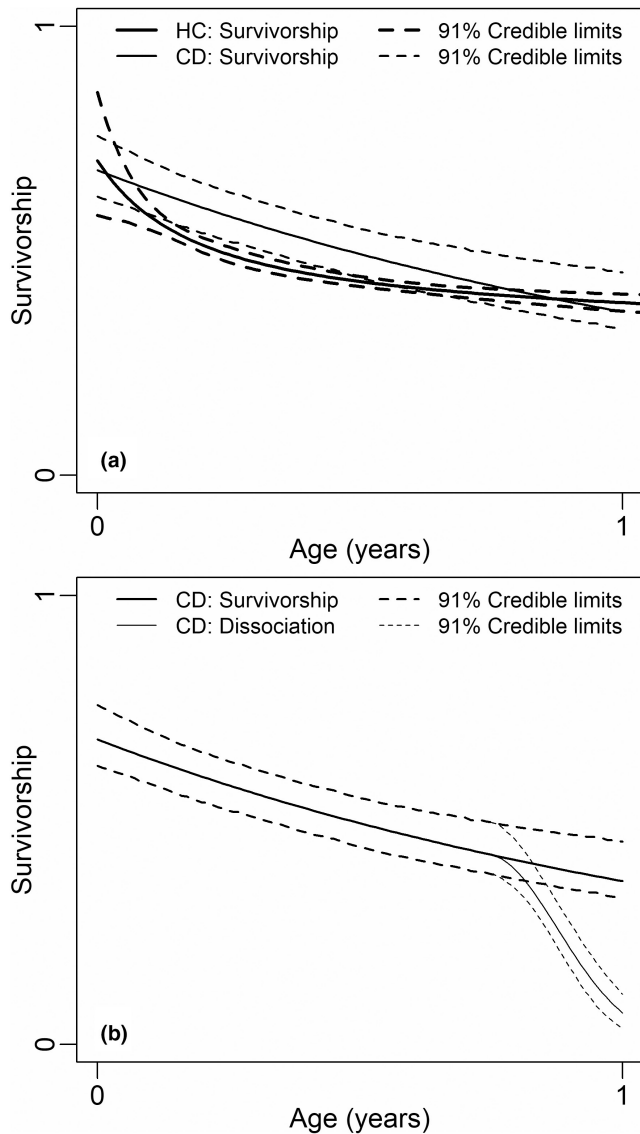 1
HC: Survivorship 91% Credible limits
CD: Survivorship 91% Credible limits
Survivorship
0
(a)
0 1
Age (years)
1
CD: Survivorship 91% Credible limits
CD: Dissociation 91% Credible limits
Survivorship
0
(b)
0 1
Age (years)